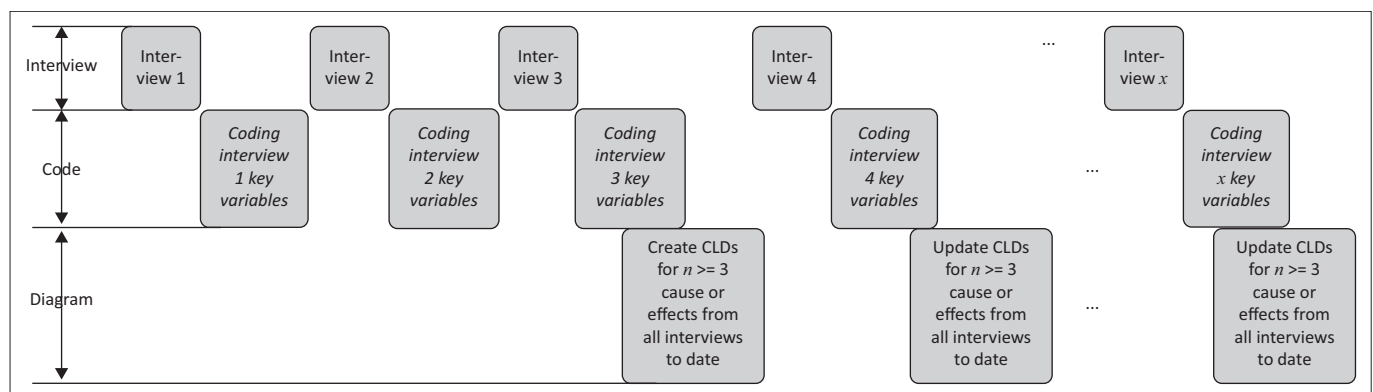 Interview
Inter-
view 1
Inter-
view 2
Inter-
view 3
Inter-
view 4
...
Inter-
view x
Code
Coding
interview
1 key
variables
Coding
interview
2 key
variables
Coding
interview
3 key
variables
Coding
interview
4 key
variables
...
Coding
interview
x key
variables
Diagram
Create CLDs
for n >= 3
cause or
effects from
all interviews
to date
Update CLDs
for n >= 3
cause or
effects from
all interviews
to date
...
Update CLDs
for n >= 3
cause or
effects from
all interviews
to date